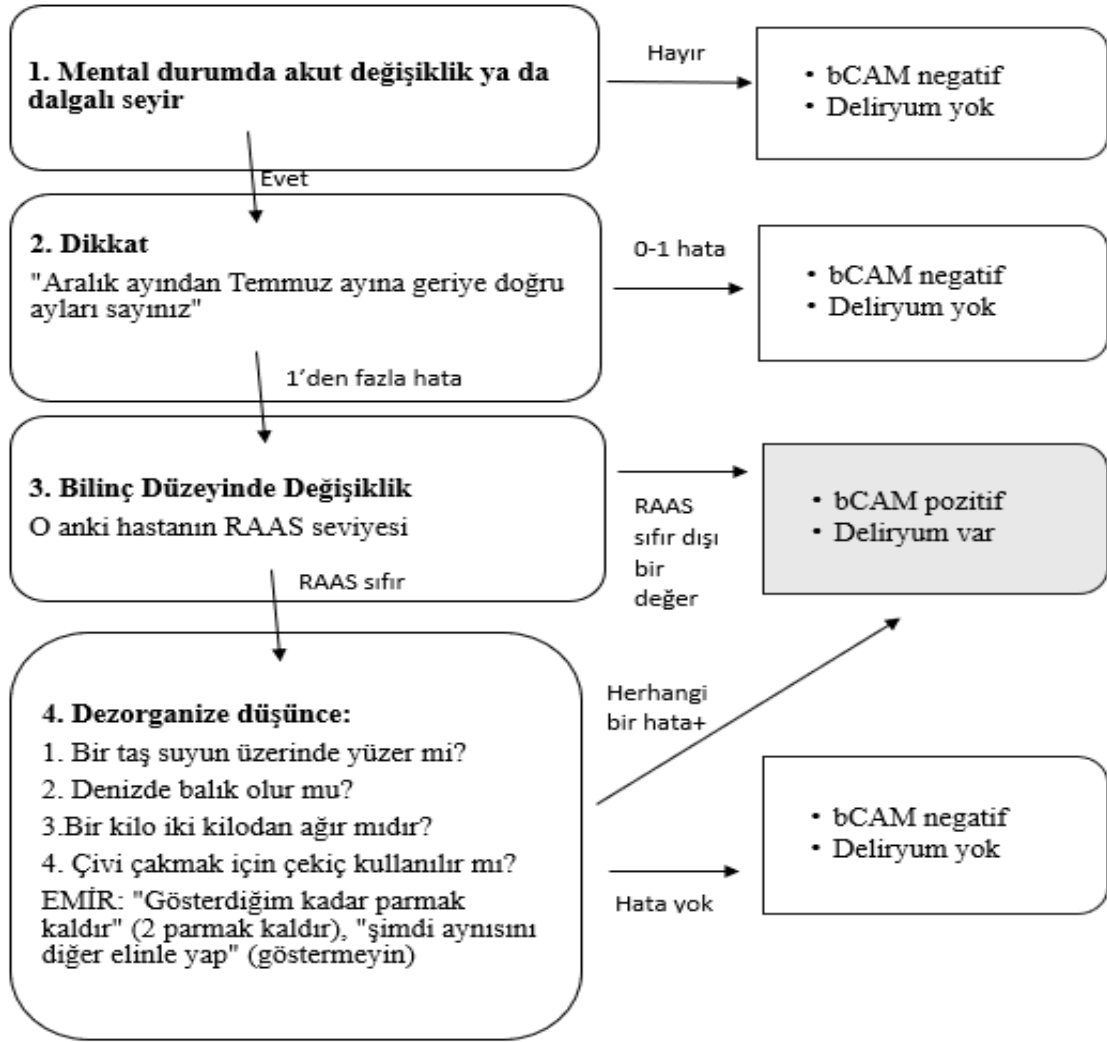 1. Mental durumda akut değişiklik ya da
dalgalı seyir
Hayır
• bCAM negatif
• Deliryum yok
Evet
2. Dikkat
"Aralık ayından Temmuz ayına geriye doğru
ayları sayınız"
0-1 hata
• bCAM negatif
• Deliryum yok
1'den fazla hata
3. Bilinç Düzeyinde Değişiklik
O anki hastanın RAAS seviyesi
RAAS
sıfır dışı
bir
değer
• bCAM pozitif
• Deliryum var
RAAS sıfır
4. Dezorganize düşünce:
1. Bir taş suyun üzerinde yüzer mi?
2. Denizde balık olur mu?
3.Bir kilo iki kilodan ağır mıdır?
4. Çivi çakmak için çekiç kullanılır mı?
EMİR: "Gösterdiğim kadar parmak
kaldır" (2 parmak kaldır), "şimdi aynısını
diğer elinle yap" (göstermeyin)
Herhangi
bir hata+
Hata yok
• bCAM negatif
• Deliryum yok